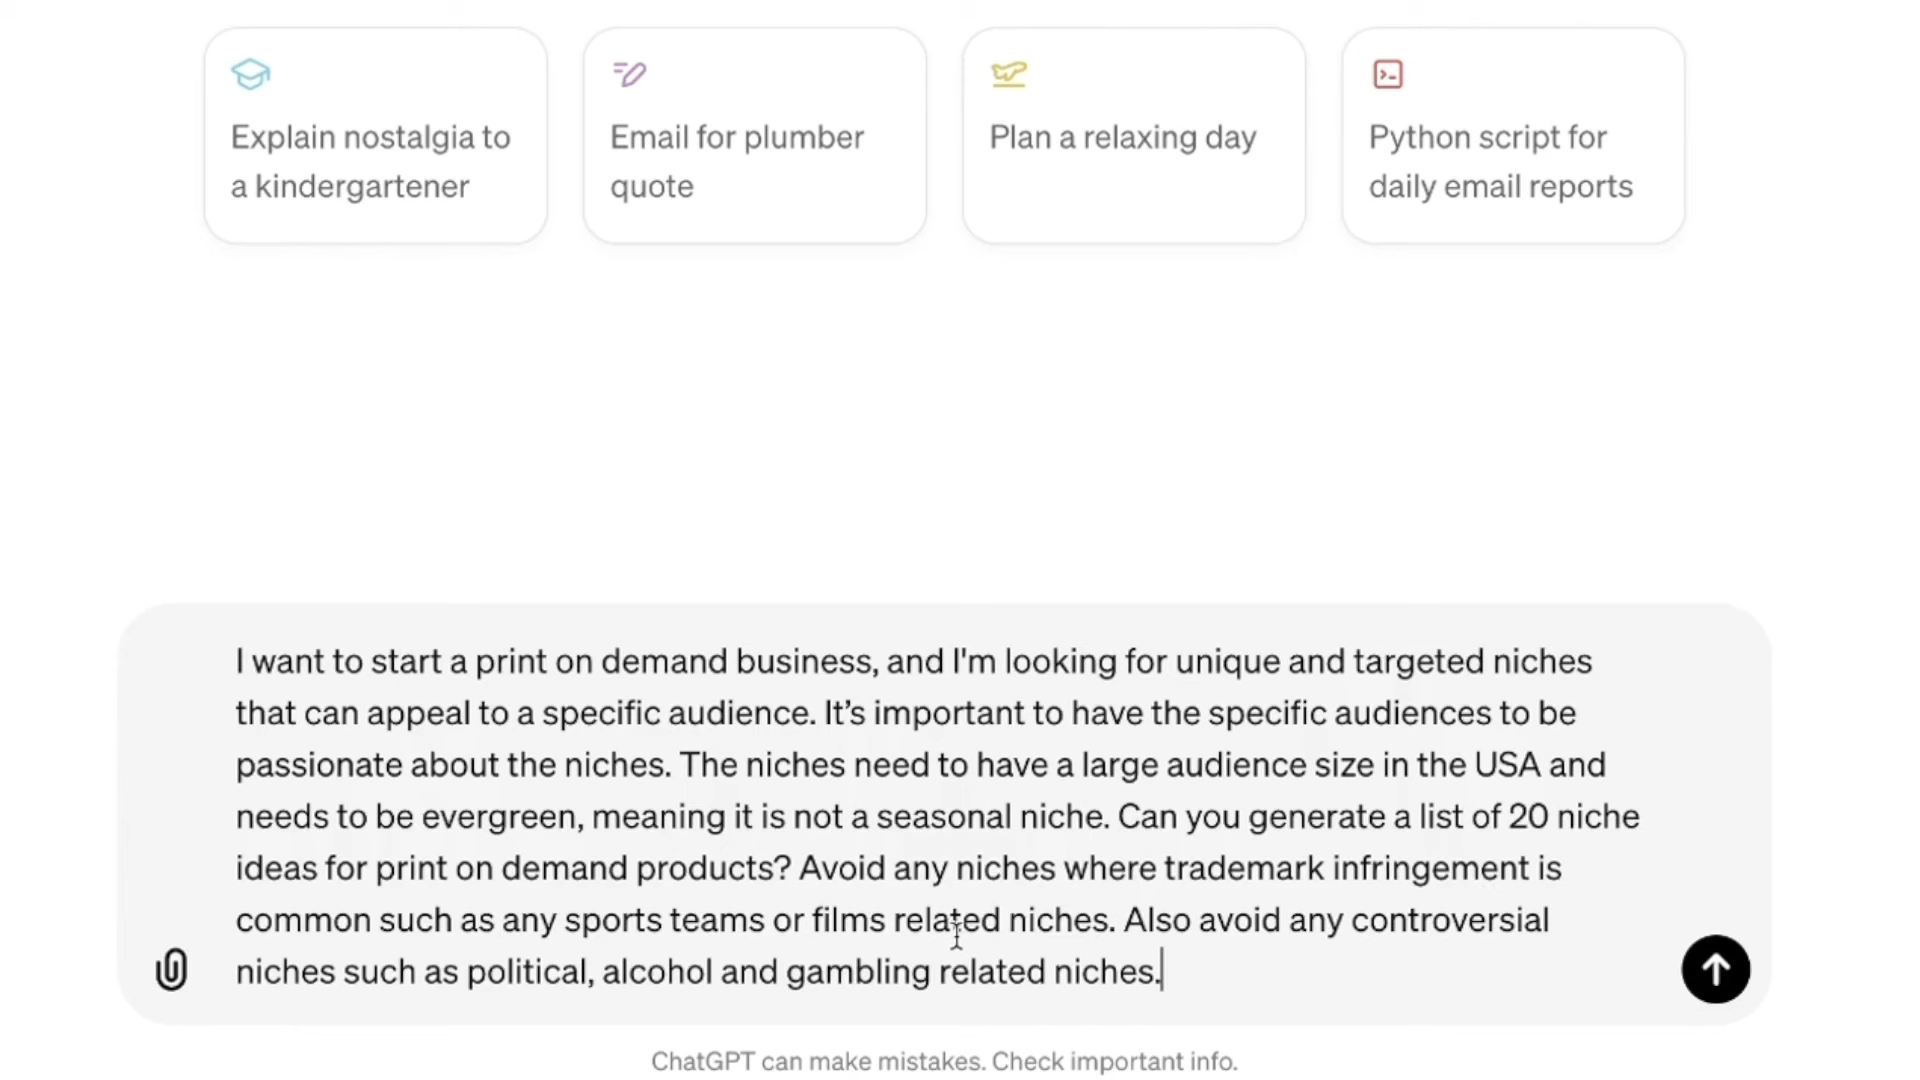 Explain nostalgia to
a kindergartener
Email for plumber
quote
Plan a relaxing day
Python script for
daily email reports
I want to start a print on demand business, and I'm looking for unique and targeted niches
that can appeal to a specific audience. It’s important to have the specific audiences to be
passionate about the niches. The niches need to have a large audience size in the USA and
needs to be evergreen, meaning it is not a seasonal niche. Can you generate a list of 20 niche
ideas for print on demand products? Avoid any niches where trademark infringement is
common such as any sports teams or films related niches. Also avoid any controversial
niches such as political, alcohol and gambling related niches.
ChatGPT can make mistakes. Check important info.